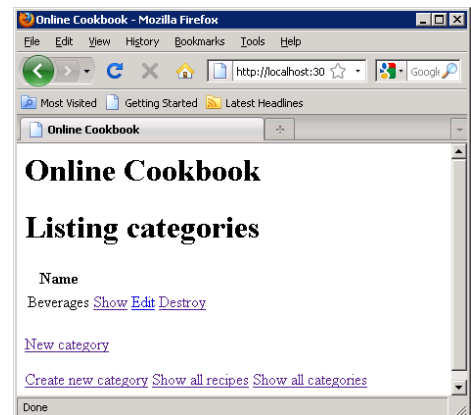 Online Cookbook - Mozilla Firefox
File Edit View History Bookmarks Tools Help
http://localhost:30
Most Visited Getting Started Latest Headlines
Online Cookbook
Online Cookbook
Listing categories
Name
Beverages Show Edit Destroy
New category
Create new category Show all recipes Show all categories
Done